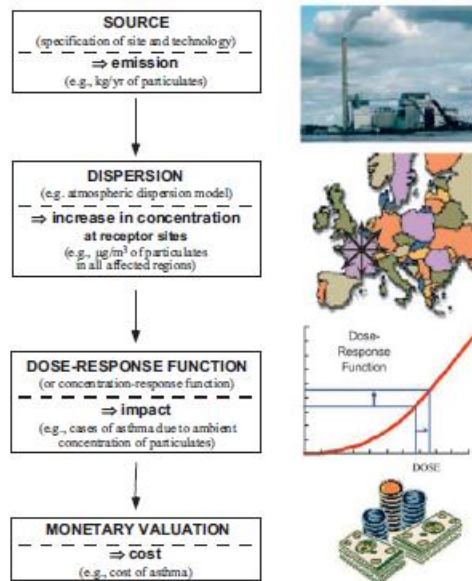 SOURCE
(specification of site and technology)
⇒ emission
(e.g., kg/yr of particulates)
DISPERSION
(e.g. atmospheric dispersion model)
⇒ increase in concentration
at receptor sites
(e.g., µg/m³ of particulates
in all affected regions)
DOSE-RESPONSE FUNCTION
(or concentration-response function)
⇒ impact
(e.g., cases of asthma due to ambient
concentration of particulates)
MONETARY VALUATION
⇒ cost
(e.g., cost of asthma)
Dose-
Response
Function
DOSE